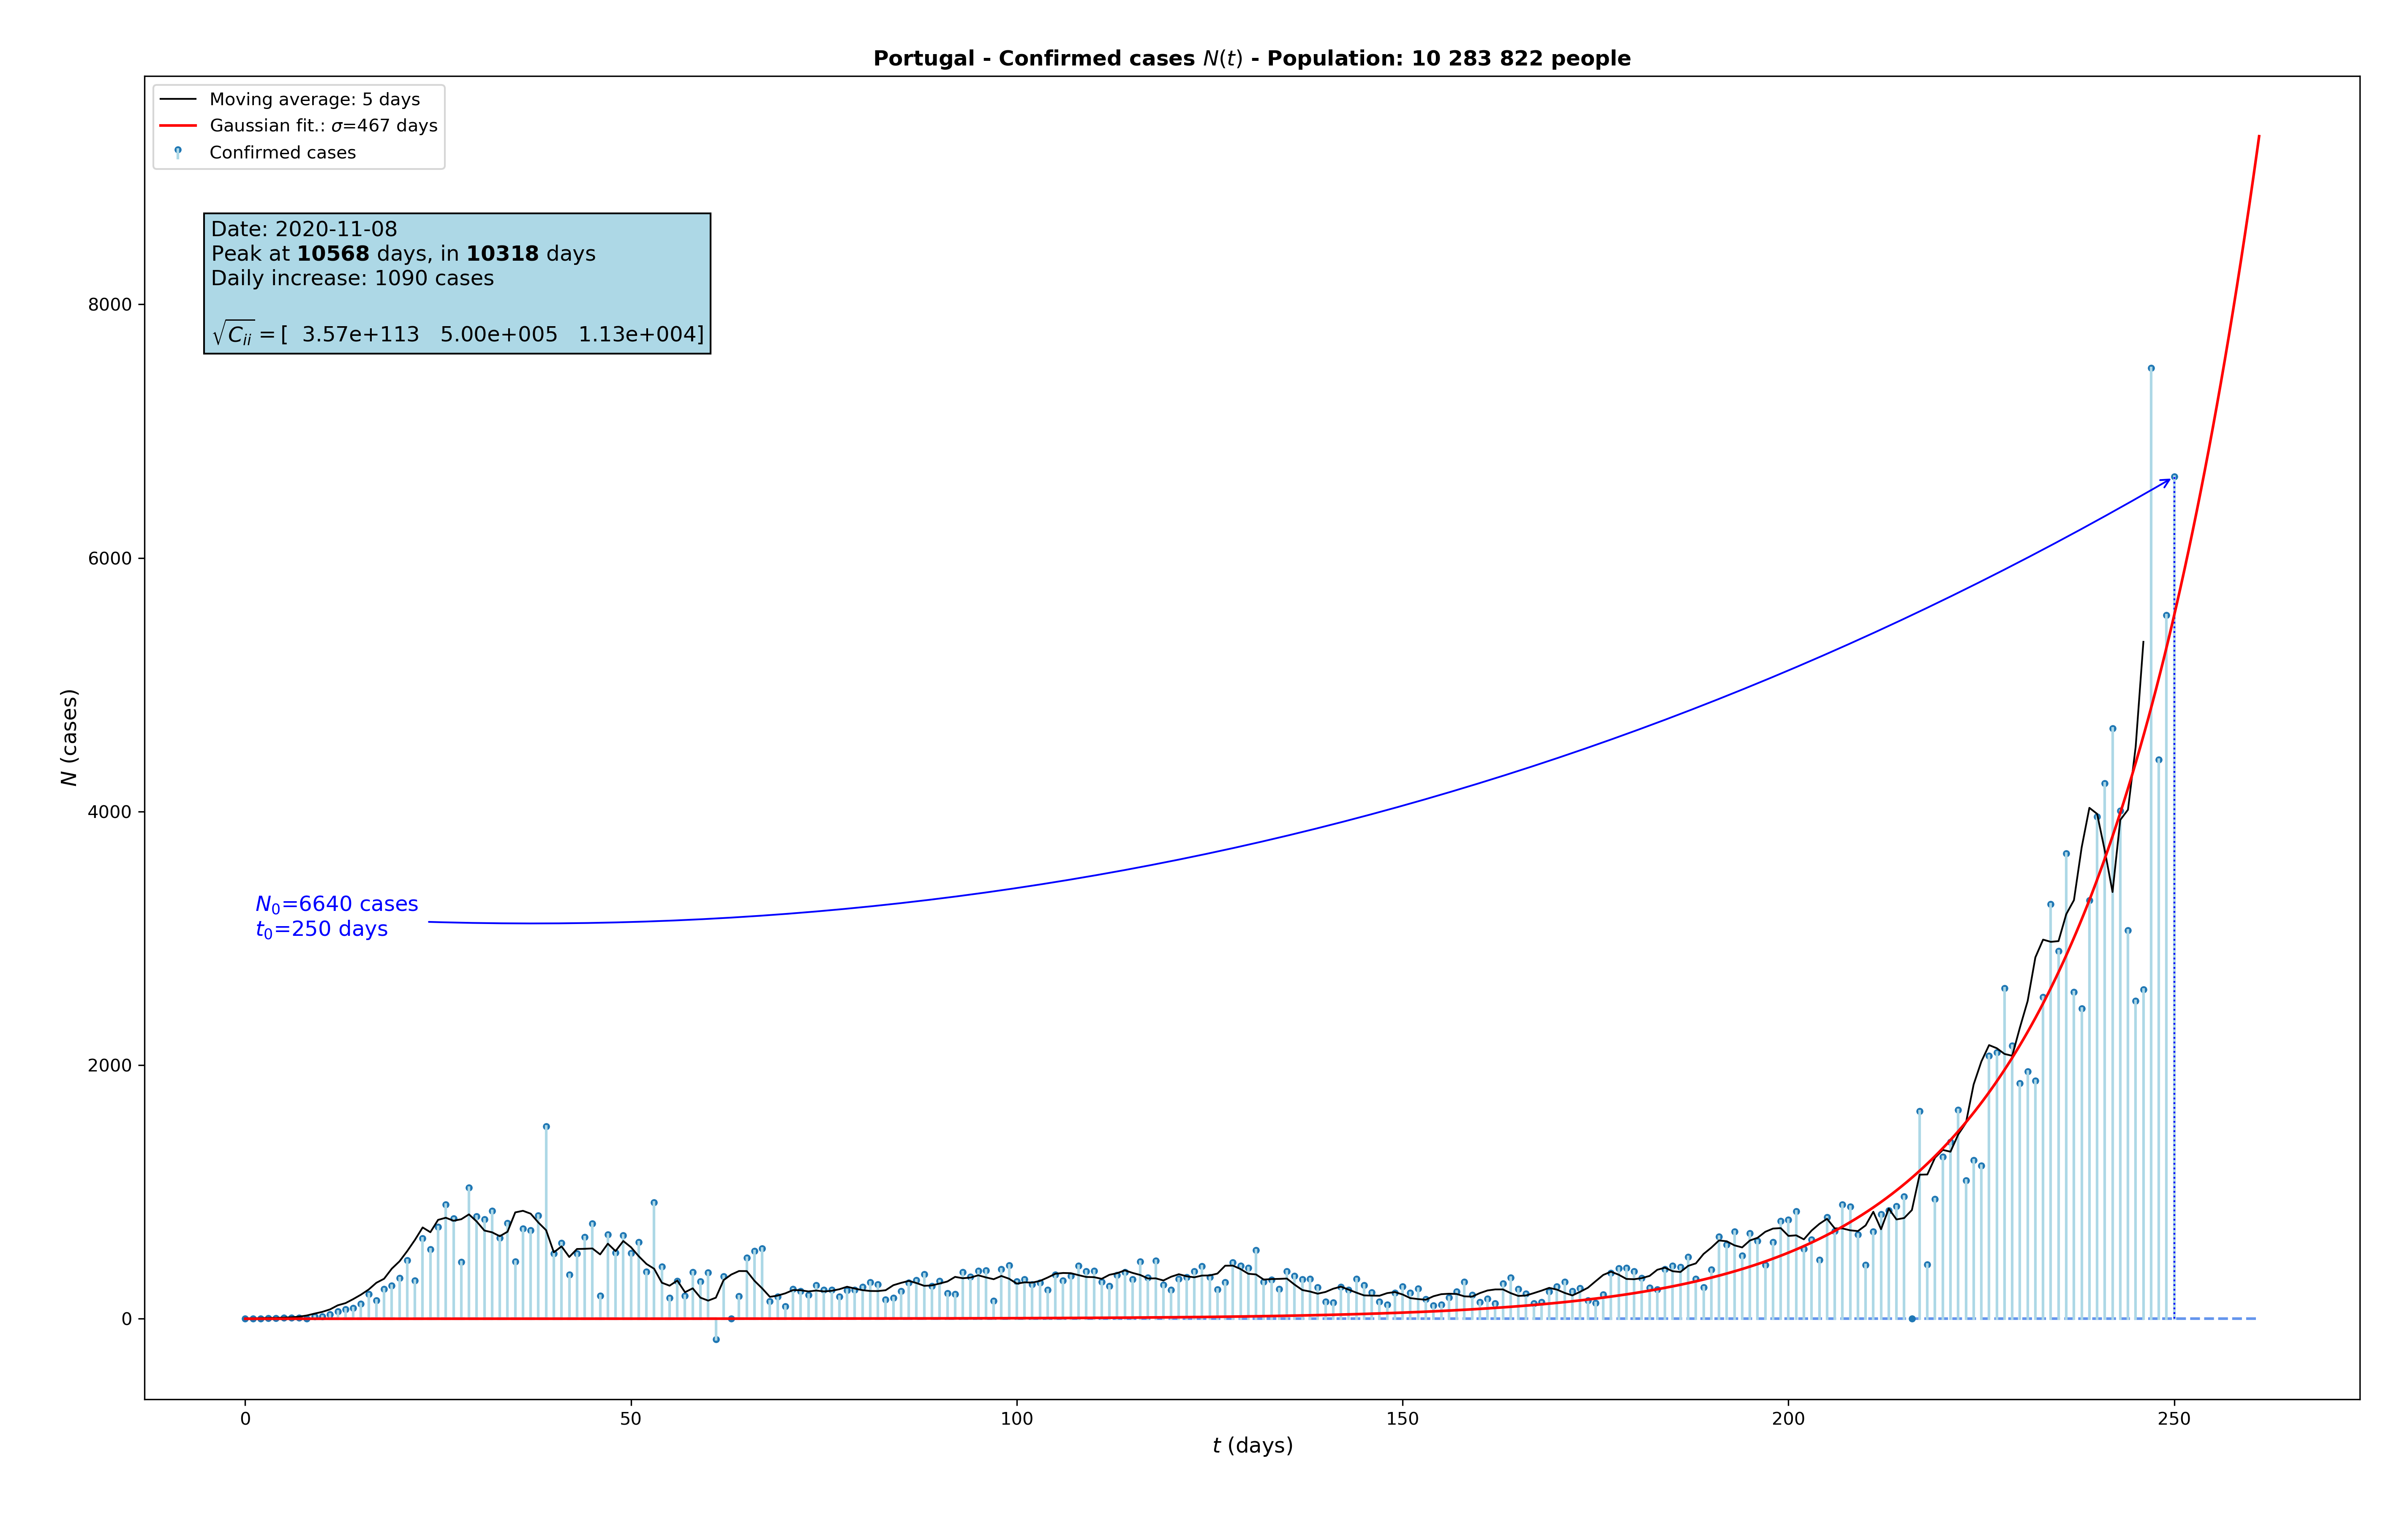 Portugal - Confirmed cases N(t) - Population: 10 283 822 people
Moving average: 5 days
Gaussian fit.: σ=467 days
Confirmed cases
Date: 2020-11-08
Peak at 10568 days, in 10318 days
Daily increase: 1090 cases
√Cᵢᵢ = [ 3.57e+113 5.00e+005 1.13e+004]
8000
6000
4000
2000
0
N (cases)
N₀=6640 cases
t₀=250 days
0 50 100 150 200 250
t (days)